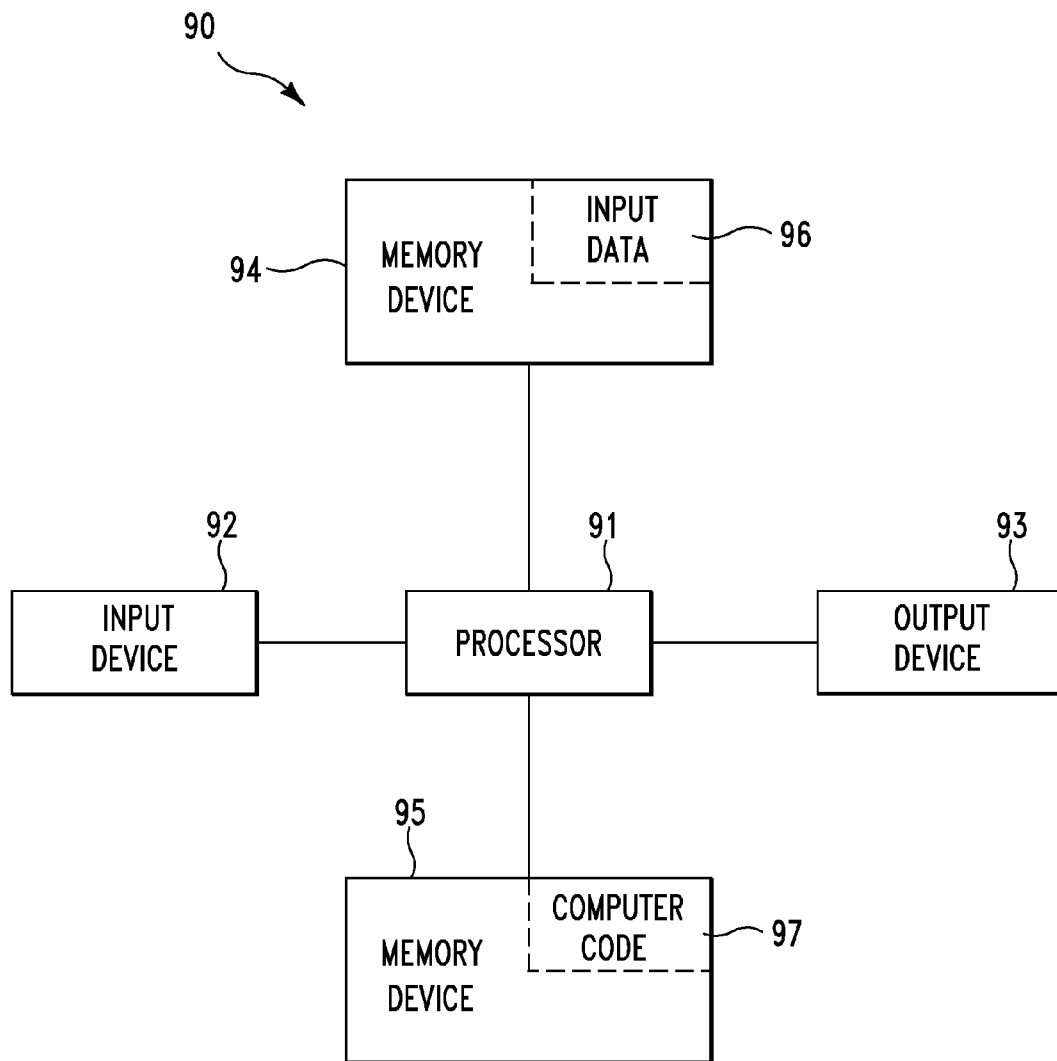 90
INPUT
DATA
96
94
MEMORY
DEVICE
92
91
93
INPUT
DEVICE
PROCESSOR
OUTPUT
DEVICE
95
COMPUTER
CODE
97
MEMORY
DEVICE